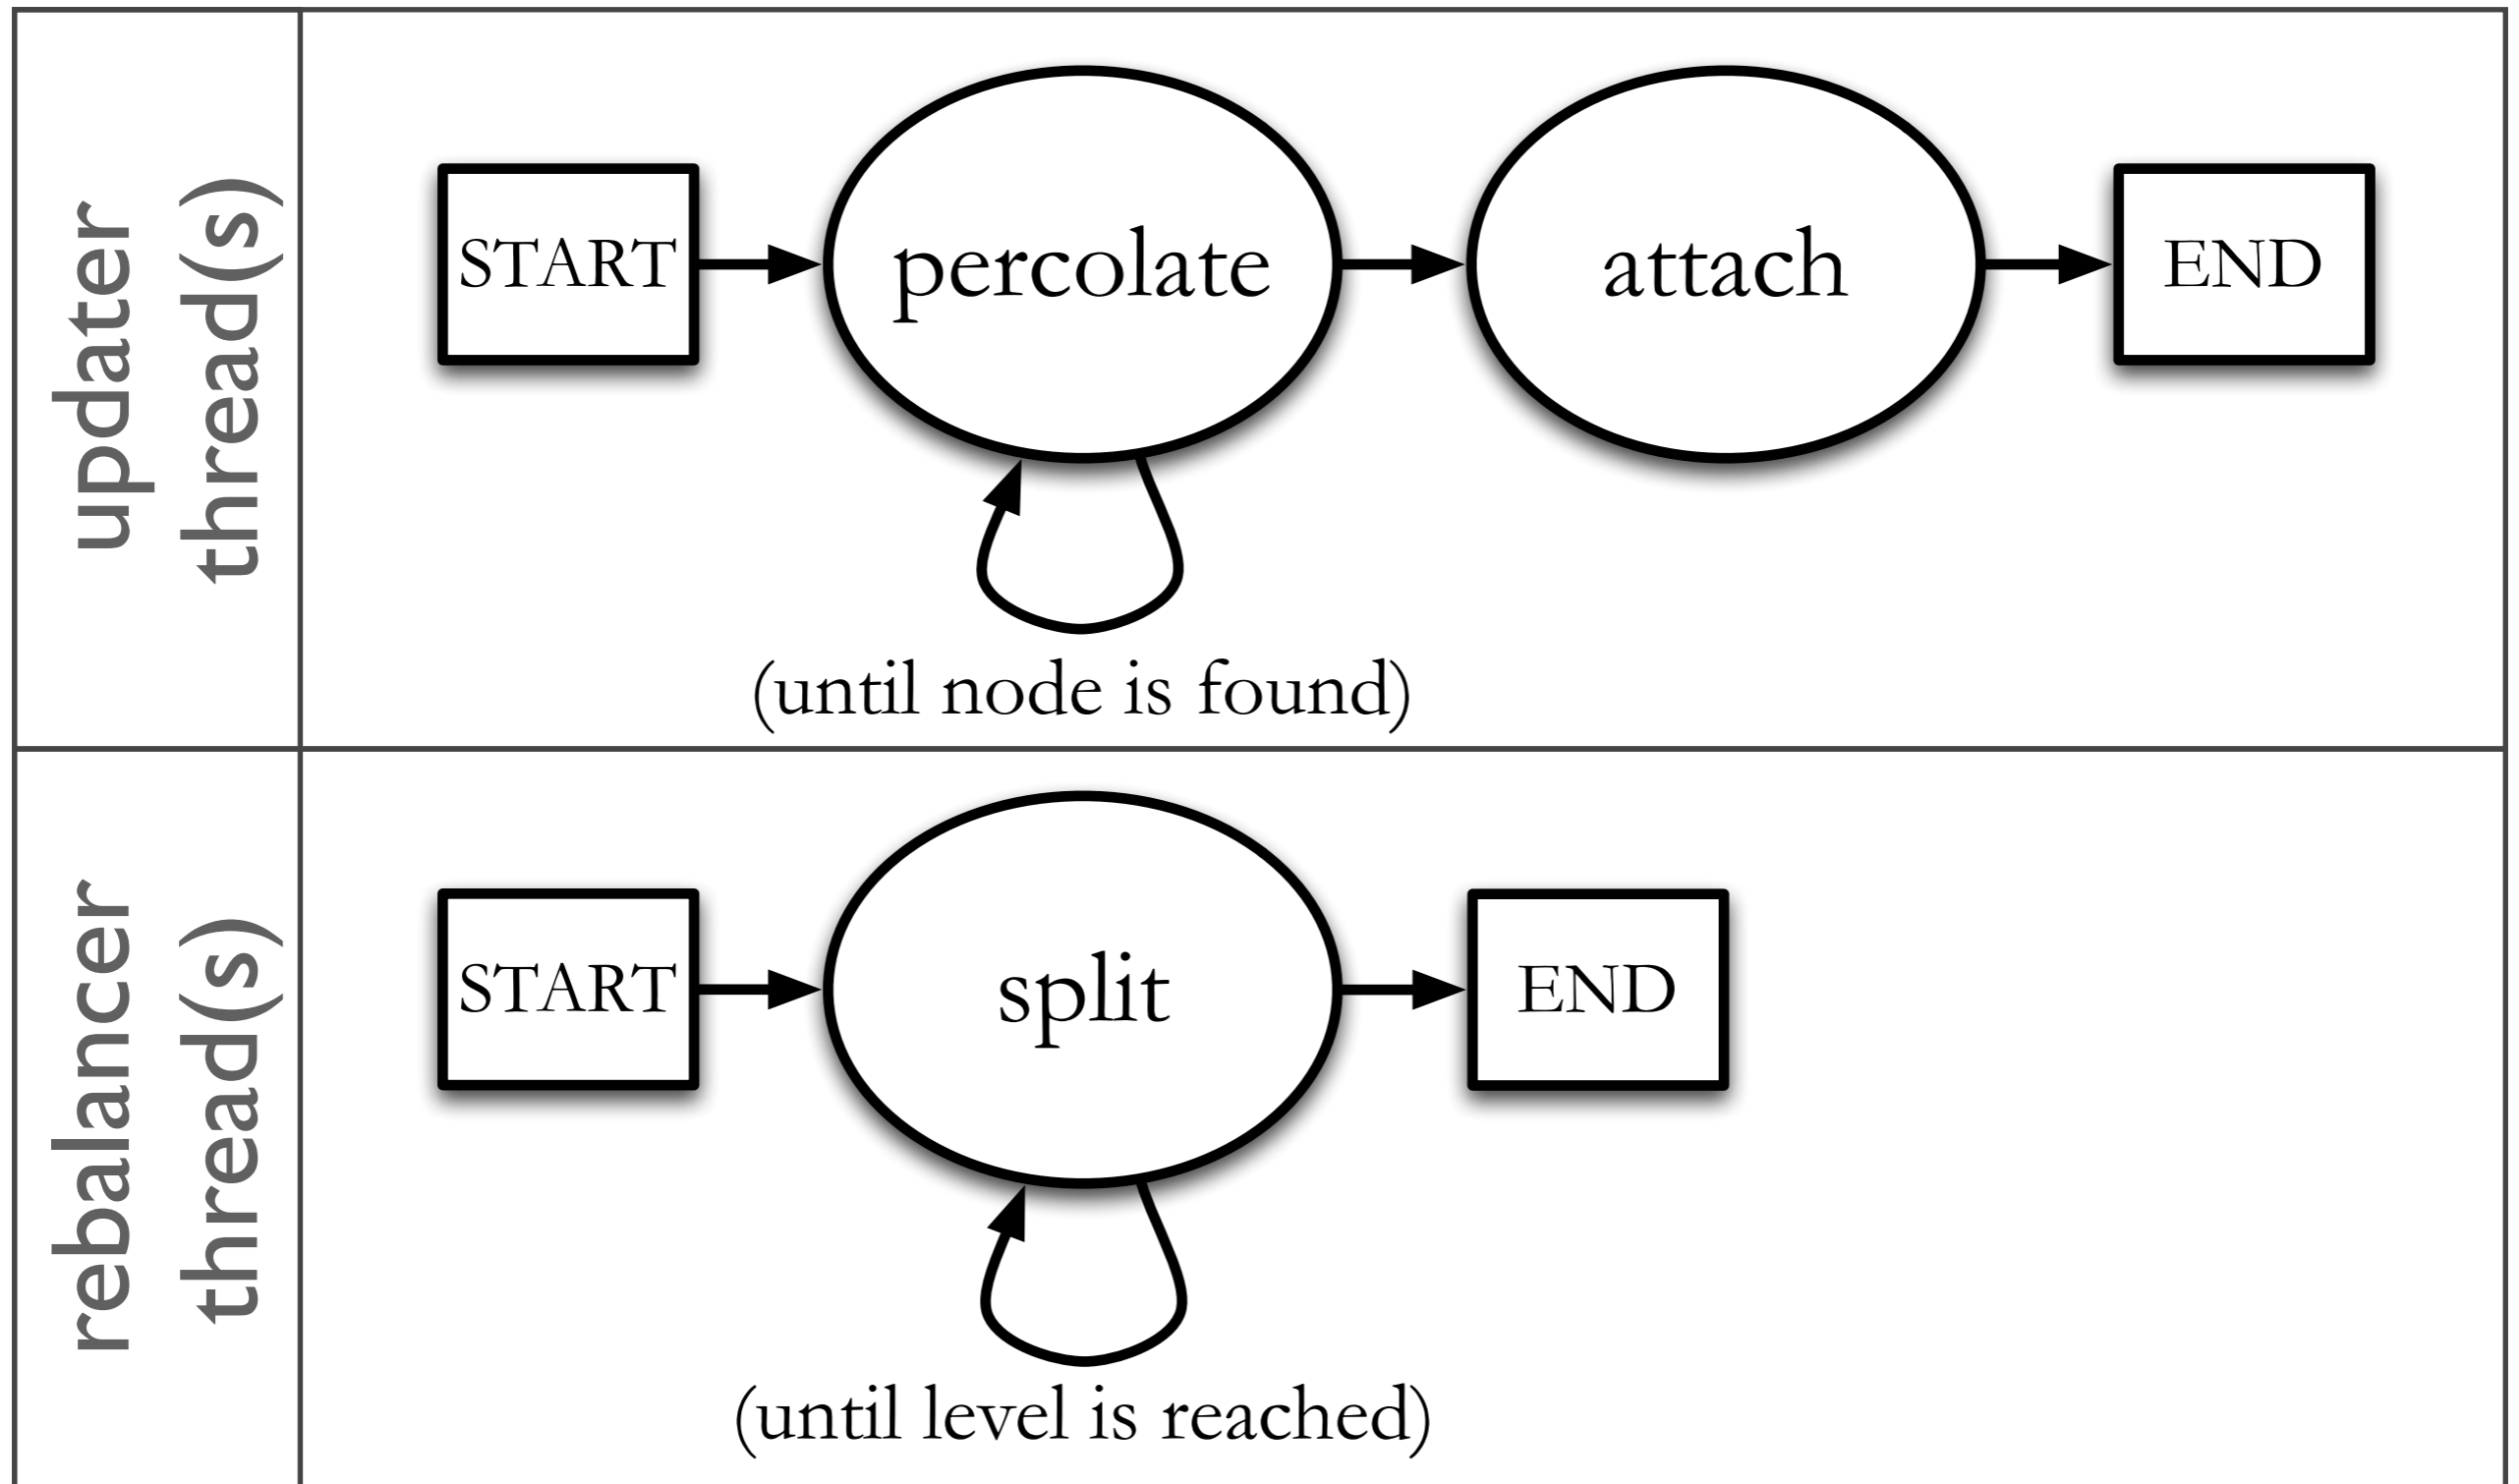 updater
thread(s)
START
percolate
attach
END
(until node is found)
rebalancer
thread(s)
START
split
END
(until level is reached)